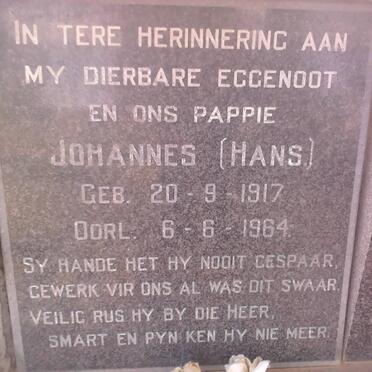 IN TERE HERINNERING AAN
MY DIERBARE EGGENOOT
EN ONS PAPPIE
JOHANNES (HANS.)
GEB. 20-9-1917
OORL. 6-6-1964.
SY HANDE HET HY NOOIT GESPAAR,
GEWERK VIR ONS AL WAS DIT SWAAR.
VEILIG RUS HY BY DIE HEER,
SMART EN PYN KEN HY NIE MEER.